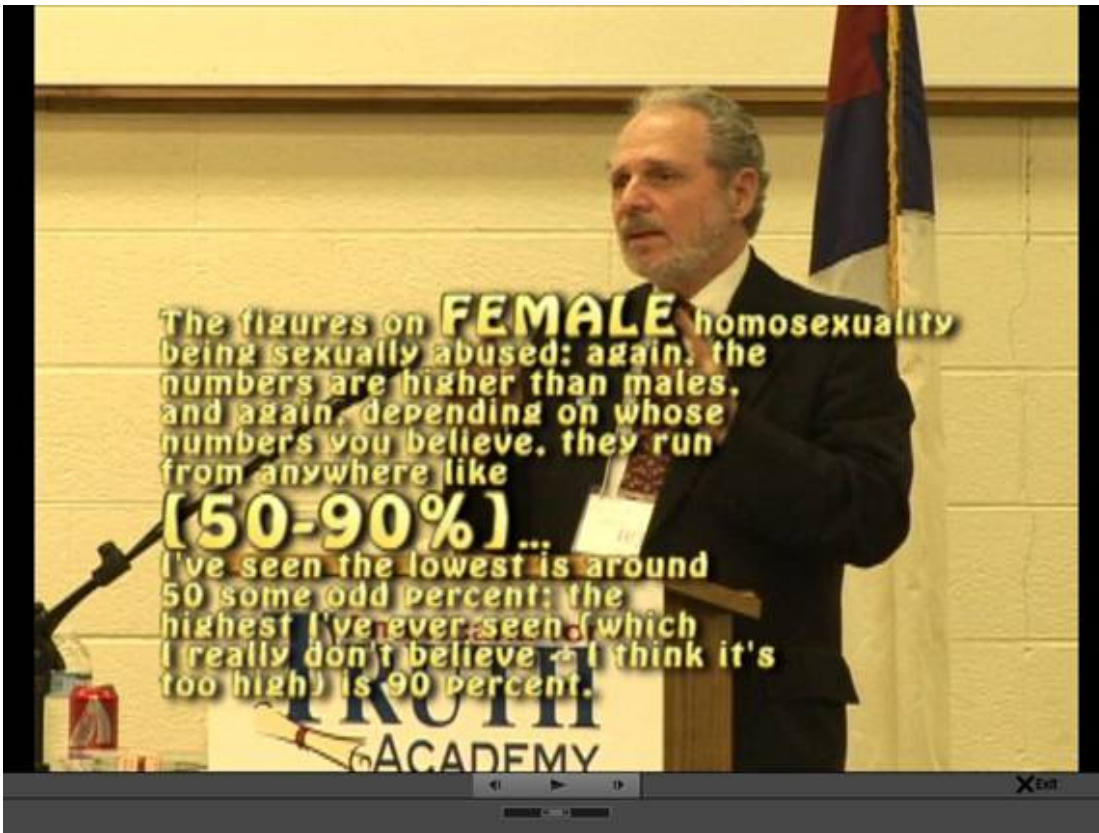 The figures on FEMALE homosexuality
being sexually abused: again, the
numbers are higher than males,
and again, depending on whose
numbers you believe, they run
from anywhere like
(50-90%)...
I've seen the lowest is around
50 some odd percent; the
highest I've ever seen (which
I really don't believe - I think it's
too high) is 90 percent.
TRUTH
ACADEMY
Exit